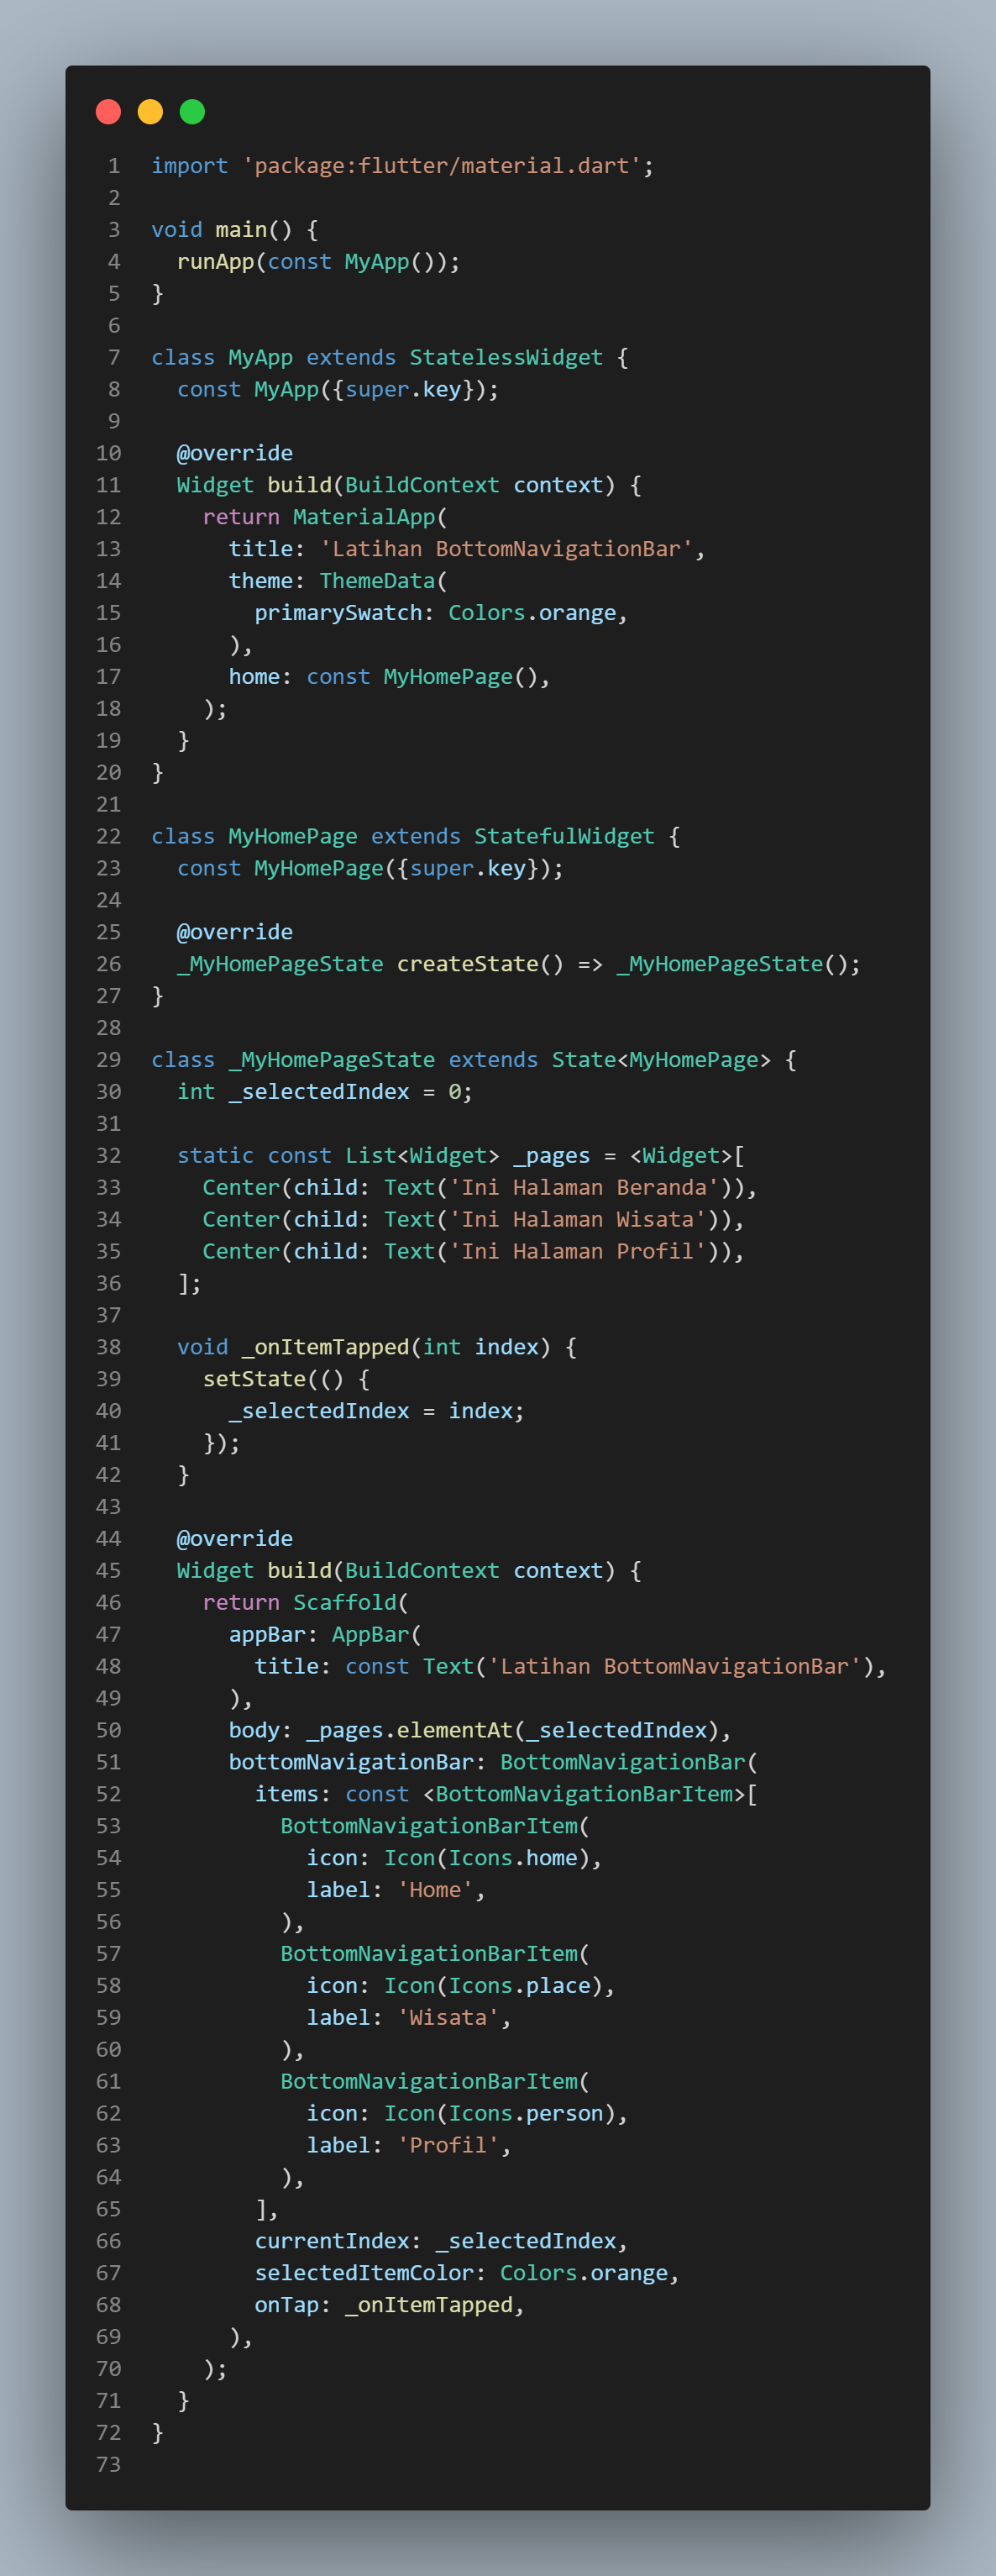 1 import 'package:flutter/material.dart';
2
3 void main() {
4   runApp(const MyApp());
5 }
6
7 class MyApp extends StatelessWidget {
8   const MyApp({super.key});
9
10   @override
11   Widget build(BuildContext context) {
12     return MaterialApp(
13       title: 'Latihan BottomNavigationBar',
14       theme: ThemeData(
15         primarySwatch: Colors.orange,
16       ),
17       home: const MyHomePage(),
18     );
19   }
20 }
21
22 class MyHomePage extends StatefulWidget {
23   const MyHomePage({super.key});
24
25   @override
26   _MyHomePageState createState() => _MyHomePageState();
27 }
28
29 class _MyHomePageState extends State<MyHomePage> {
30   int _selectedIndex = 0;
31
32   static const List<Widget> _pages = <Widget>[
33     Center(child: Text('Ini Halaman Beranda')),
34     Center(child: Text('Ini Halaman Wisata')),
35     Center(child: Text('Ini Halaman Profil')),
36   ];
37
38   void _onItemTapped(int index) {
39     setState(() {
40       _selectedIndex = index;
41     });
42   }
43
44   @override
45   Widget build(BuildContext context) {
46     return Scaffold(
47       appBar: AppBar(
48         title: const Text('Latihan BottomNavigationBar'),
49       ),
50       body: _pages.elementAt(_selectedIndex),
51       bottomNavigationBar: BottomNavigationBar(
52         items: const <BottomNavigationBarItem>[
53           BottomNavigationBarItem(
54             icon: Icon(Icons.home),
55             label: 'Home',
56           ),
57           BottomNavigationBarItem(
58             icon: Icon(Icons.place),
59             label: 'Wisata',
60           ),
61           BottomNavigationBarItem(
62             icon: Icon(Icons.person),
63             label: 'Profil',
64           ),
65         ],
66         currentIndex: _selectedIndex,
67         selectedItemColor: Colors.orange,
68         onTap: _onItemTapped,
69       ),
70     );
71   }
72 }
73